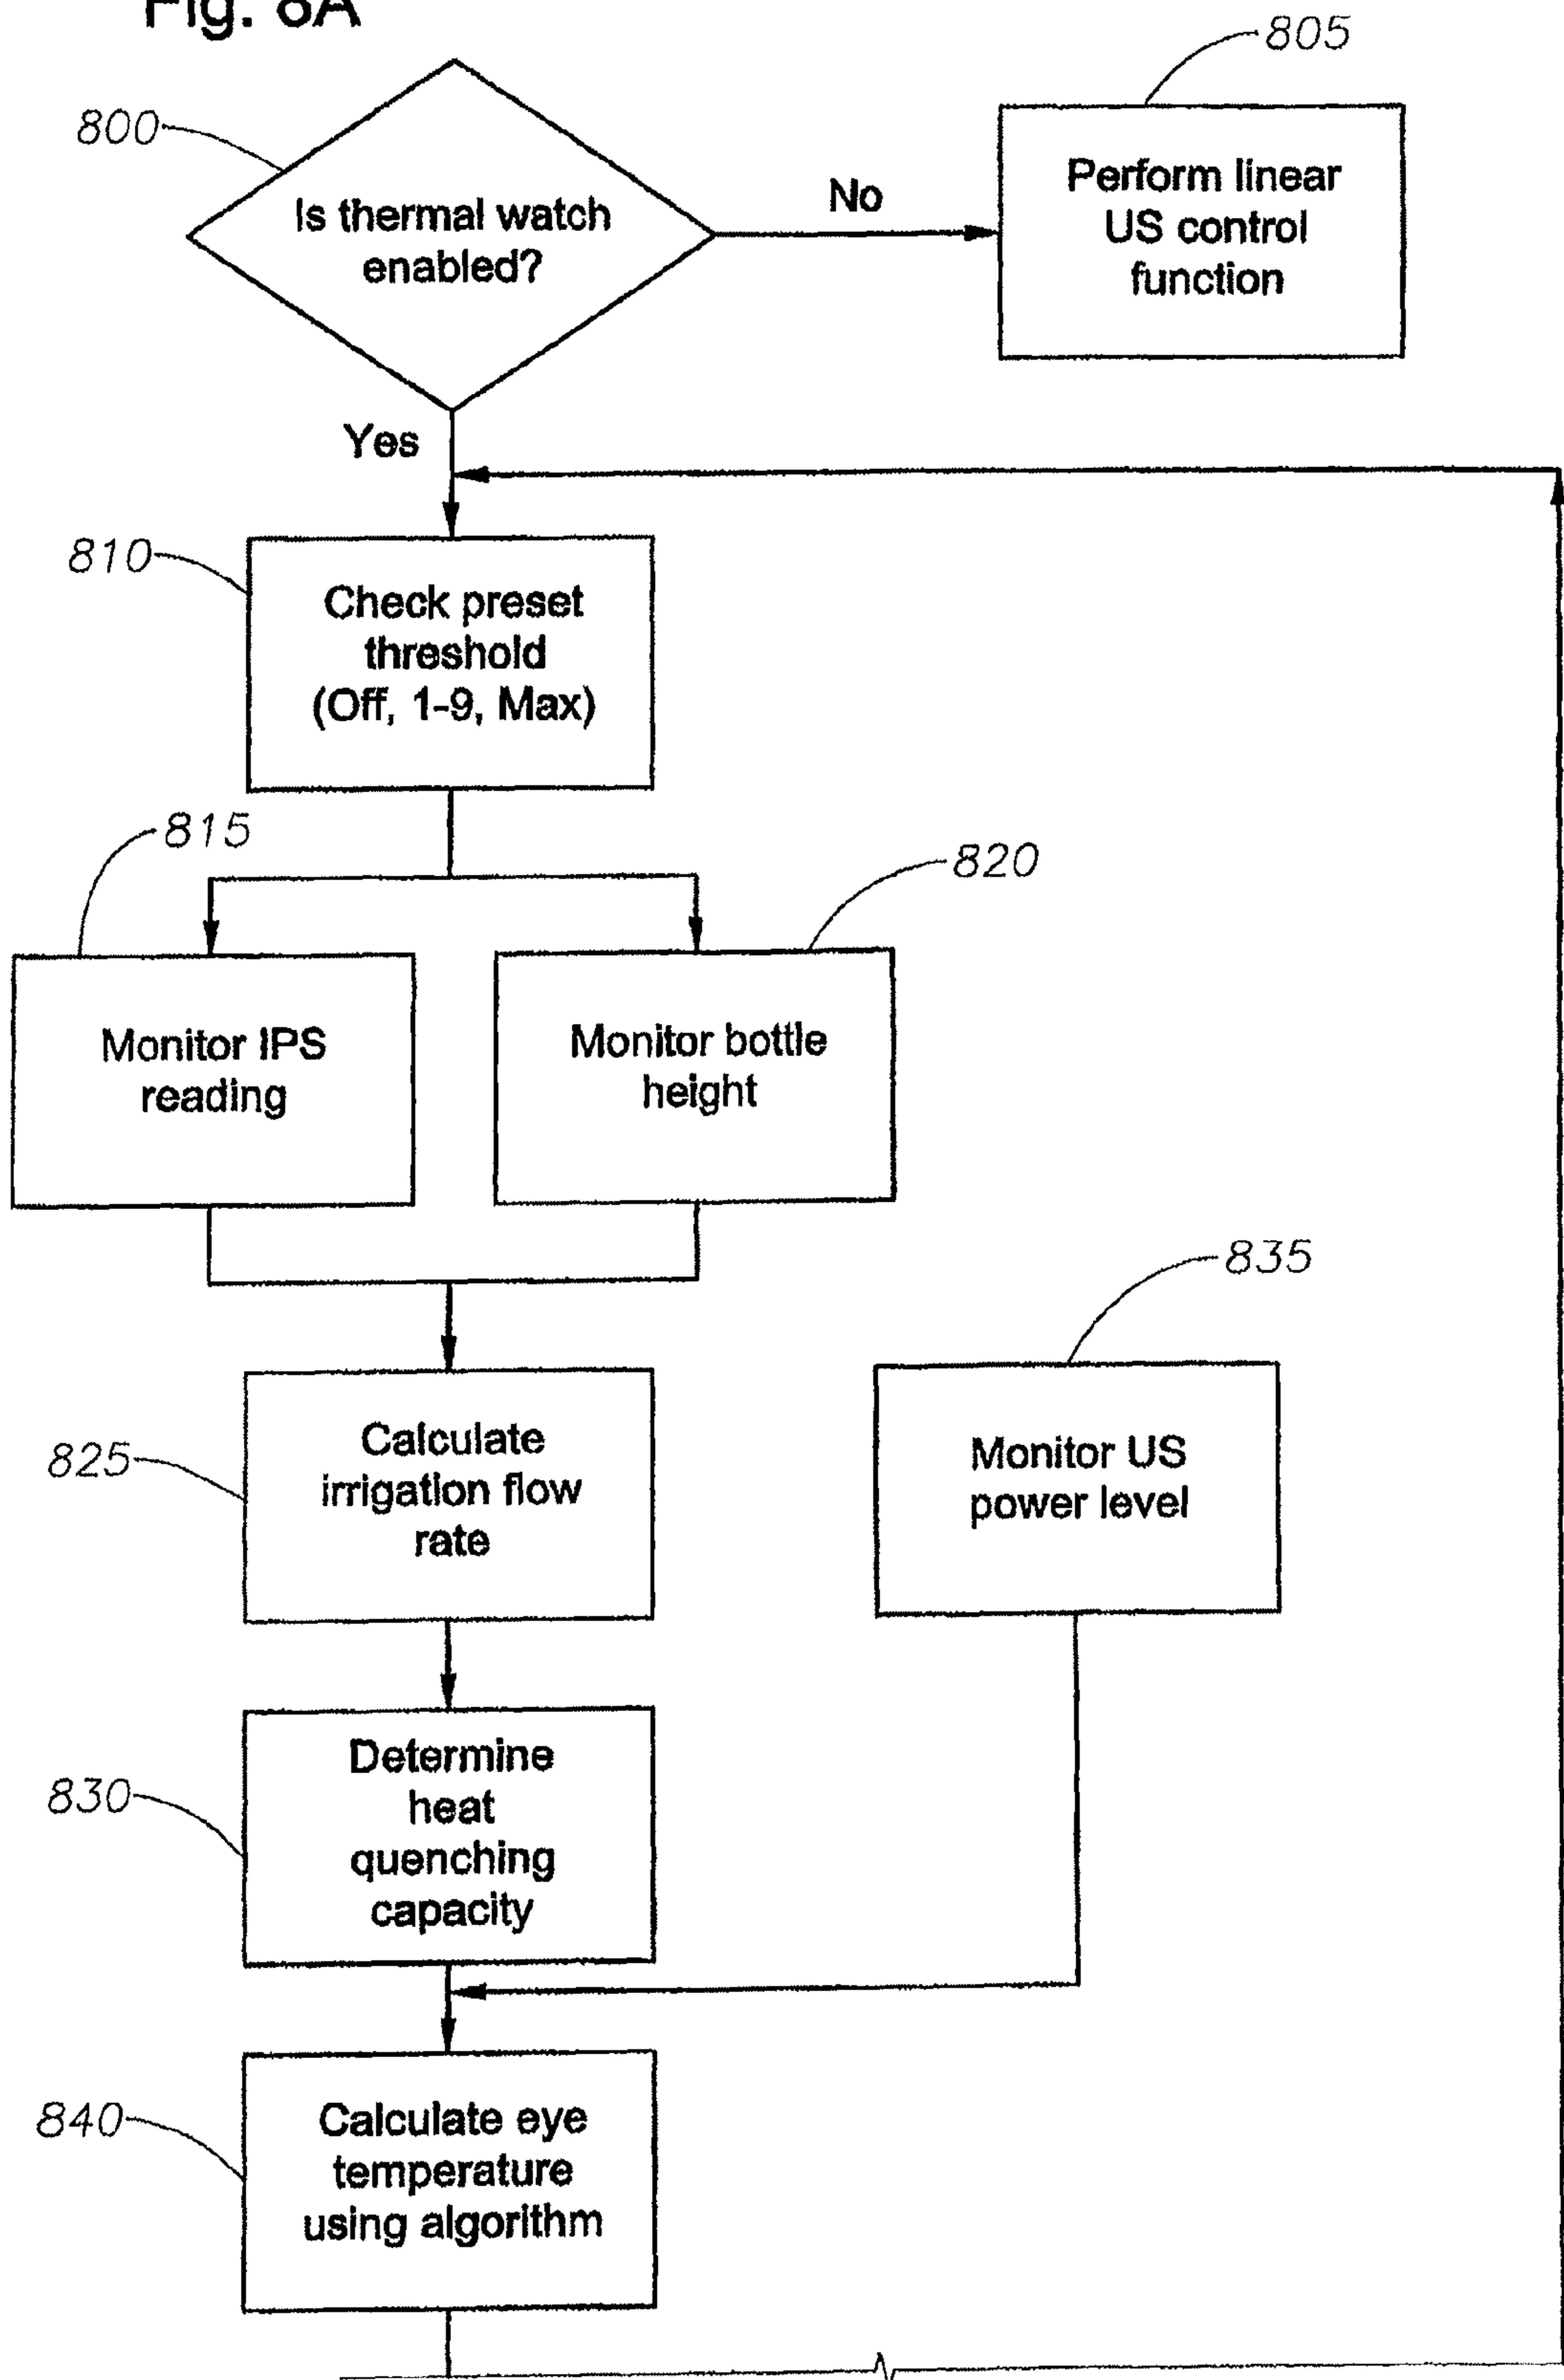 Fig. 8A
805
800
Is thermal watch
enabled?
No
Perform linear
US control
function
Yes
810
Check preset
threshold
(Off, 1-9, Max)
815
820
Monitor IPS
reading
Monitor bottle
height
835
825
Calculate
irrigation flow
rate
Monitor US
power level
830
Determine
heat
quenching
capacity
840
Calculate eye
temperature
using algorithm